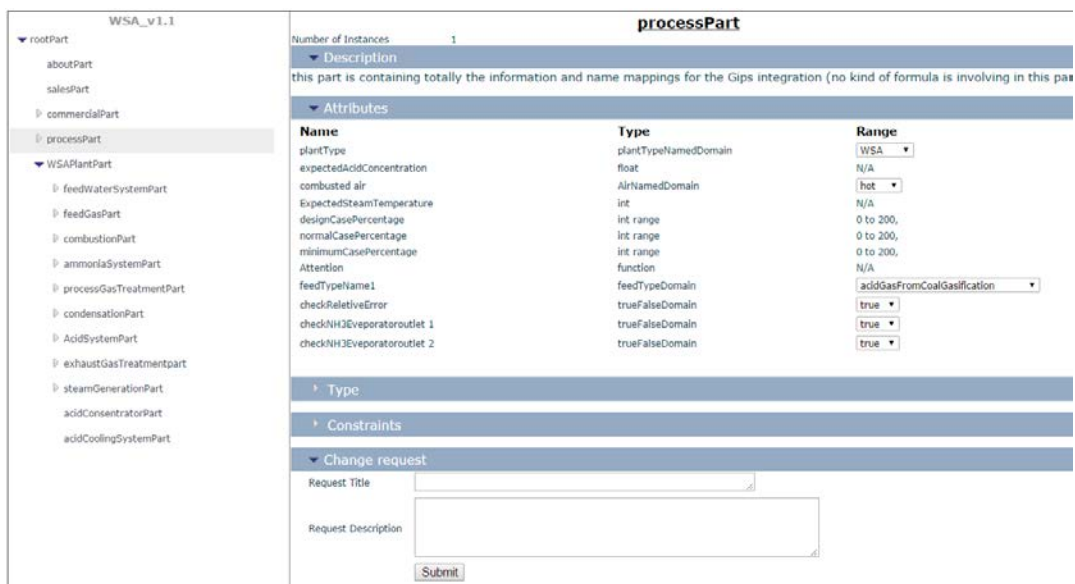 WSA_v1.1
rootPart
aboutPart
salesPart
commercialPart
processPart
WSAPlantPart
feedWaterSystemPart
feedGasPart
combustionPart
ammoniaSystemPart
processGasTreatmentPart
condensationPart
AcidSystemPart
exhaustGasTreatmentpart
steamGenerationPart
acidConsentratorPart
acidCoolingSystemPart
processPart
Number of Instances 1
Description
this part is containing totally the information and name mappings for the Gips integration (no kind of formula is involving in this par
Attributes
Name Type Range
plantType plantTypeNamedDomain WSA
expectedAcidConcentration float N/A
combusted air AirNamedDomain hot
ExpectedSteamTemperature int N/A
designCasePercentage int range 0 to 200,
normalCasePercentage int range 0 to 200,
minimumCasePercentage int range 0 to 200,
Attention function N/A
feedTypeName1 feedTypeDomain acidGasFromCoalGasification
checkReletiveError trueFalseDomain true
checkNH3Eveporatoroutlet 1 trueFalseDomain true
checkNH3Eveporatoroutlet 2 trueFalseDomain true
Type
Constraints
Change request
Request Title
Request Description
Submit